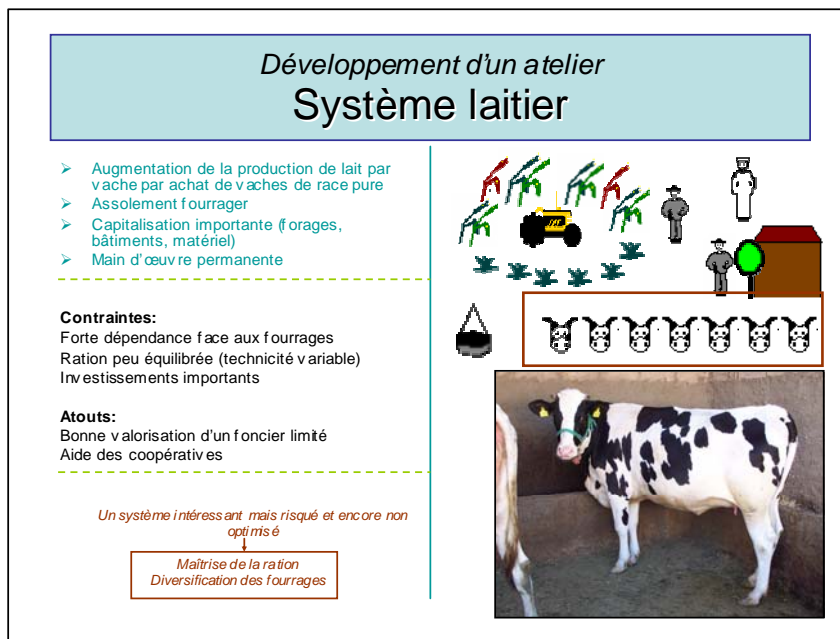 Développement d'un atelier
Système laitier
➢ Augmentation de la production de lait par
vache par achat de vaches de race pure
➢ Assolement fourrager
➢ Capitalisation importante (forages,
bâtiments, matériel)
➢ Main d'œuvre permanente
Contraintes:
Forte dépendance face aux fourrages
Ration peu équilibrée (technicité variable)
Investissements importants
Atouts:
Bonne valorisation d'un foncier limité
Aide des coopératives
Un système intéressant mais risqué et encore non
optimisé
Maîtrise de la ration
Diversification des fourrages